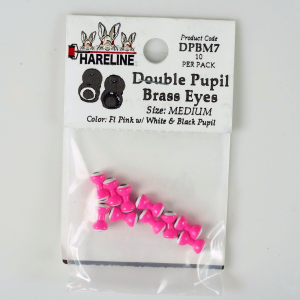 HARELINE
Product Code
DPBM7
10
PER PACK
Double Pupil
Brass Eyes
Size: MEDIUM
Color: Fl Pink w/ White & Black Pupil